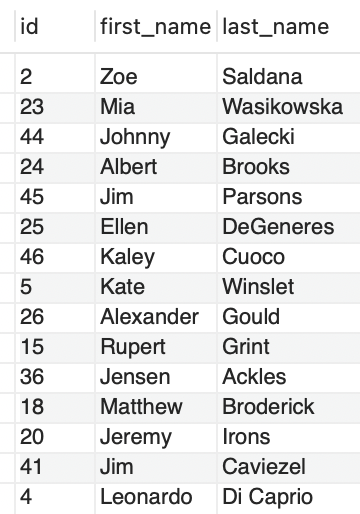 id first_name last_name
2 Zoe Saldana
23 Mia Wasikowska
44 Johnny Galecki
24 Albert Brooks
45 Jim Parsons
25 Ellen DeGeneres
46 Kaley Cuoco
5 Kate Winslet
26 Alexander Gould
15 Rupert Grint
36 Jensen Ackles
18 Matthew Broderick
20 Jeremy Irons
41 Jim Caviezel
4 Leonardo Di Caprio